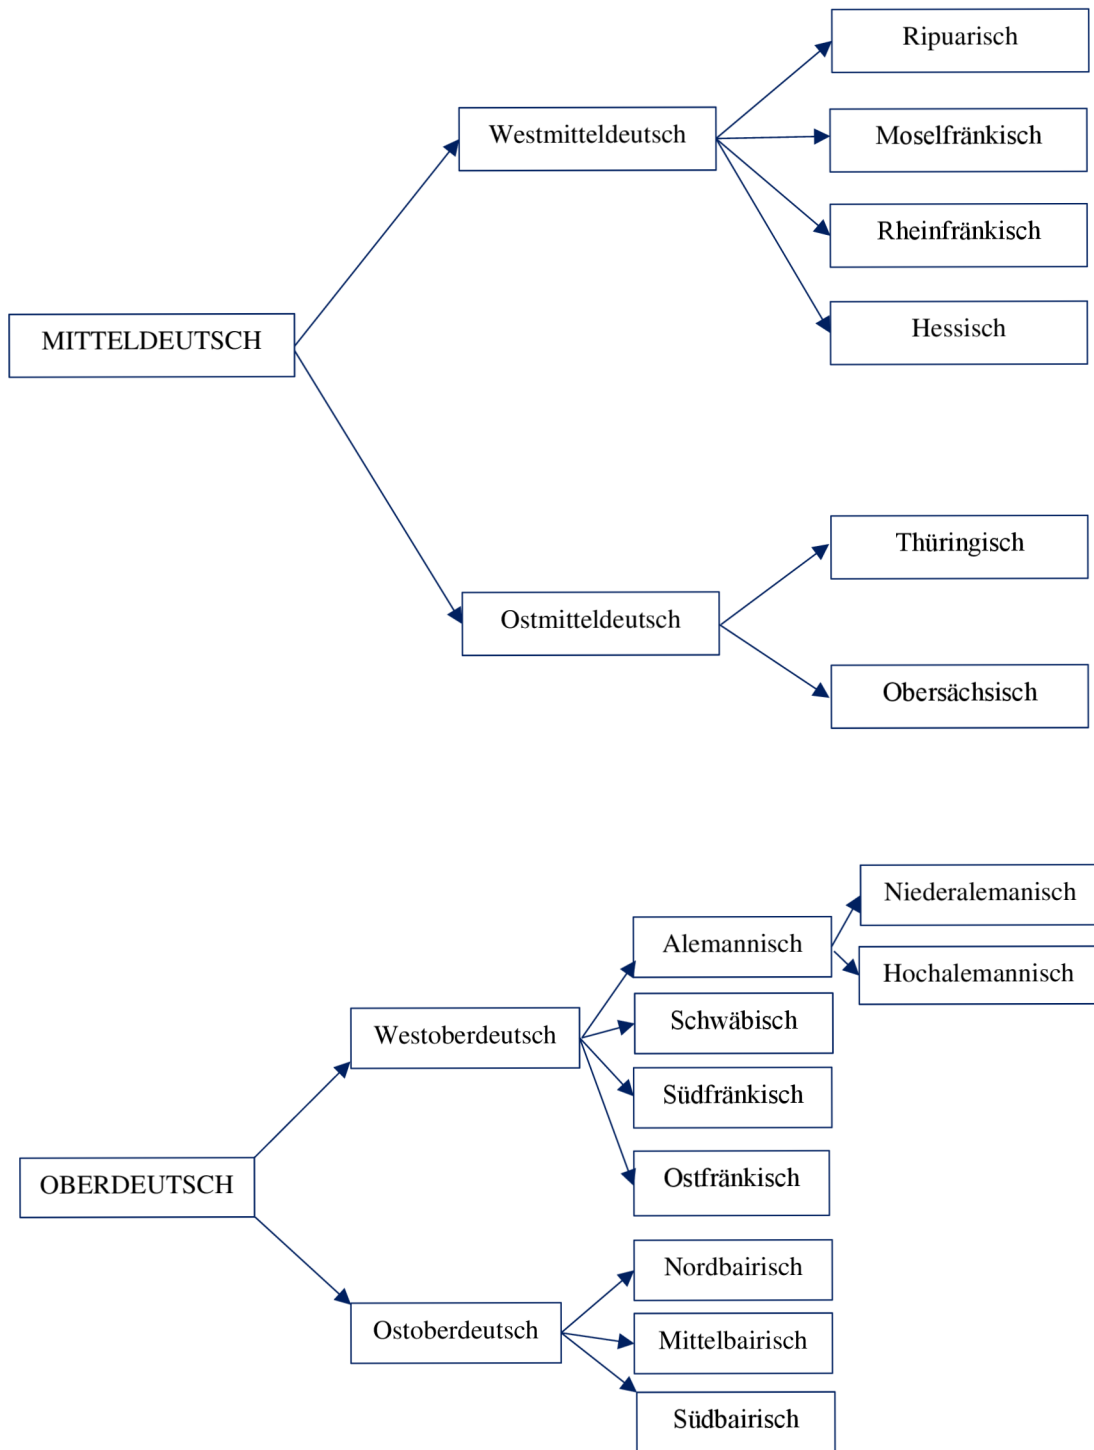 Ripuarisch
Westmitteldeutsch
Moselfränkisch
Rheinfränkisch
Hessisch
MITTELDEUTSCH
Thüringisch
Ostmitteldeutsch
Obersächsisch
Niederalemanisch
Alemannisch
Hochalemannisch
Schwäbisch
Westoberdeutsch
Südfränkisch
Ostfränkisch
OBERDEUTSCH
Nordbairisch
Ostoberdeutsch
Mittelbairisch
Südbairisch